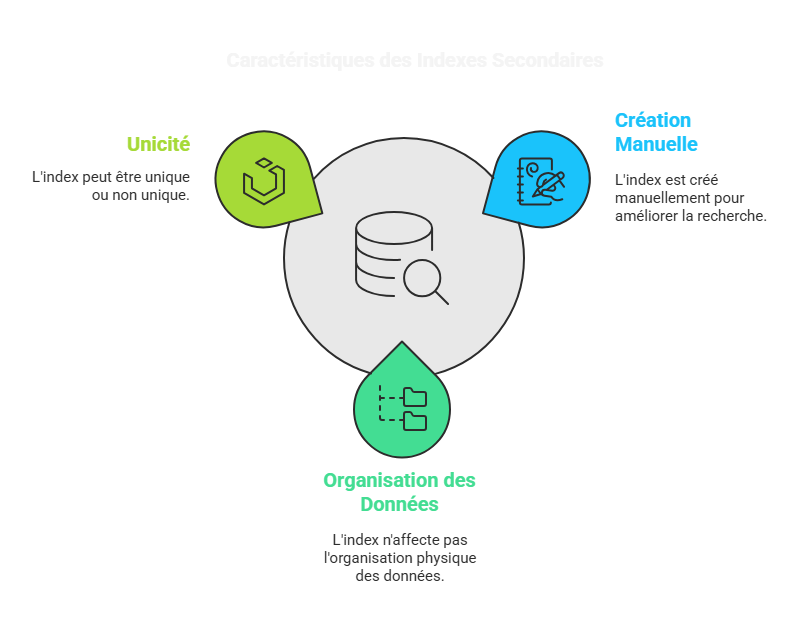 Caractéristiques des Indexes Secondaires
Unicité
L'index peut être unique
ou non unique.
Création
Manuelle
L'index est créé
manuellement pour
améliorer la recherche.
Organisation des
Données
L'index n'affecte pas
l'organisation physique
des données.